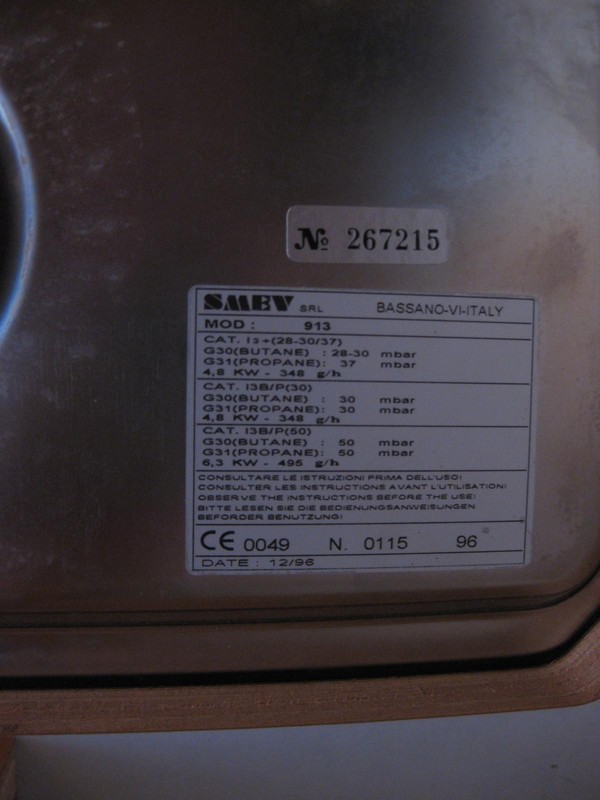 № 267215
SMEV SRL BASSANO-VI-ITALY
MOD : 913
CAT. I3+(28-30/37)
G30(BUTANE) : 28-30 mbar
G31(PROPANE): 37 mbar
4,8 KW - 348 g/h
CAT. I3B/P(30)
G30(BUTANE) : 30 mbar
G31(PROPANE): 30 mbar
4,8 KW - 348 g/h
CAT. I3B/P(50)
G30(BUTANE) : 50 mbar
G31(PROPANE): 50 mbar
6,3 KW - 495 g/h
CONSULTARE LE ISTRUZIONI PRIMA DELL'USO!
CONSULTER LES INSTRUCTIONS AVANT L'UTILISATION!
OBSERVE THE INSTRUCTIONS BEFORE THE USE!
BITTE LESEN SIE DIE BEDIENUNGSANWEISUNGEN
BEFORDER BENUTZUNG!
CE 0049 N. 0115 96
DATE : 12/96